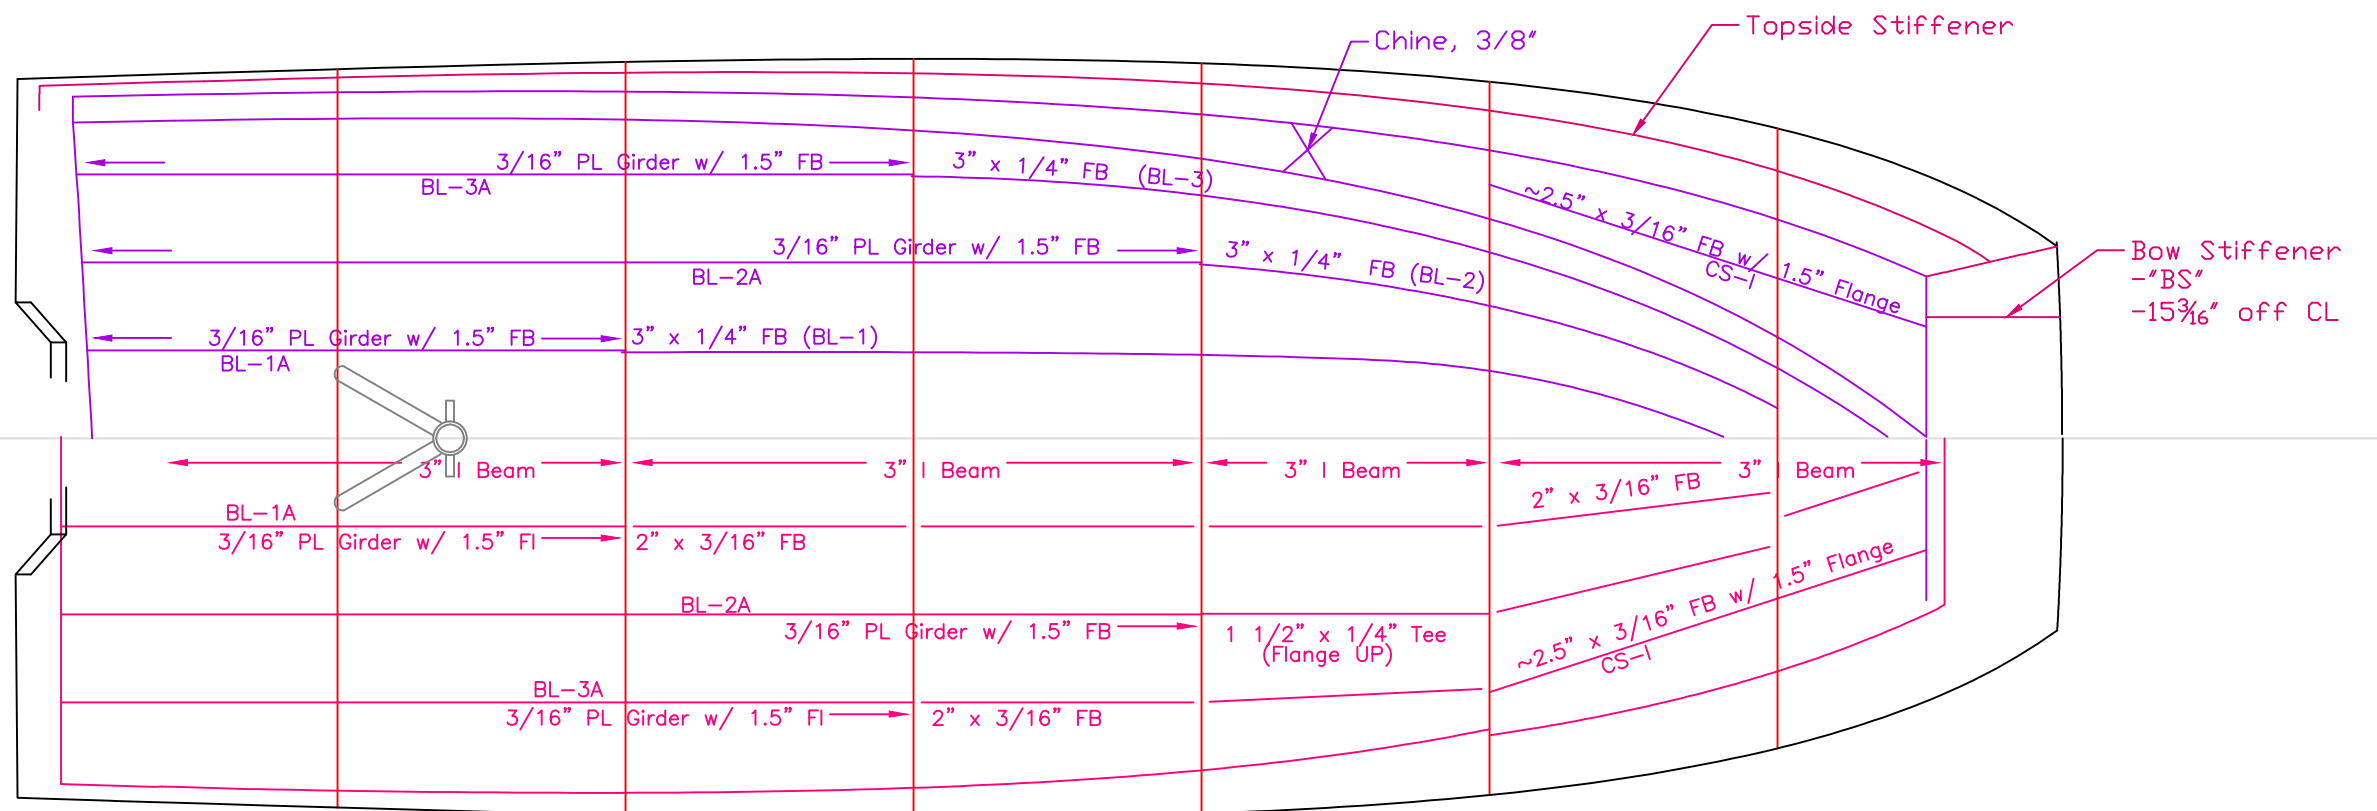 Topside Stiffener
Chine, 3/8"
3/16" PL Girder w/ 1.5" FB
3" x 1/4" FB (BL-3)
BL-3A
~2.5" x 3/16" FB w/ 1.5" Flange
CS-I
3/16" PL Girder w/ 1.5" FB
3" x 1/4" FB (BL-2)
BL-2A
Bow Stiffener
-"BS"
-15 3/16" off CL
3/16" PL Girder w/ 1.5" FB
3" x 1/4" FB (BL-1)
BL-1A
3" I Beam
3" I Beam
3" I Beam
3" I Beam
2" x 3/16" FB
BL-1A
3/16" PL Girder w/ 1.5" Fl
2" x 3/16" FB
~2.5" x 3/16" FB w/ 1.5" Flange
CS-I
BL-2A
3/16" PL Girder w/ 1.5" FB
1 1/2" x 1/4" Tee
(Flange UP)
BL-3A
3/16" PL Girder w/ 1.5" Fl
2" x 3/16" FB